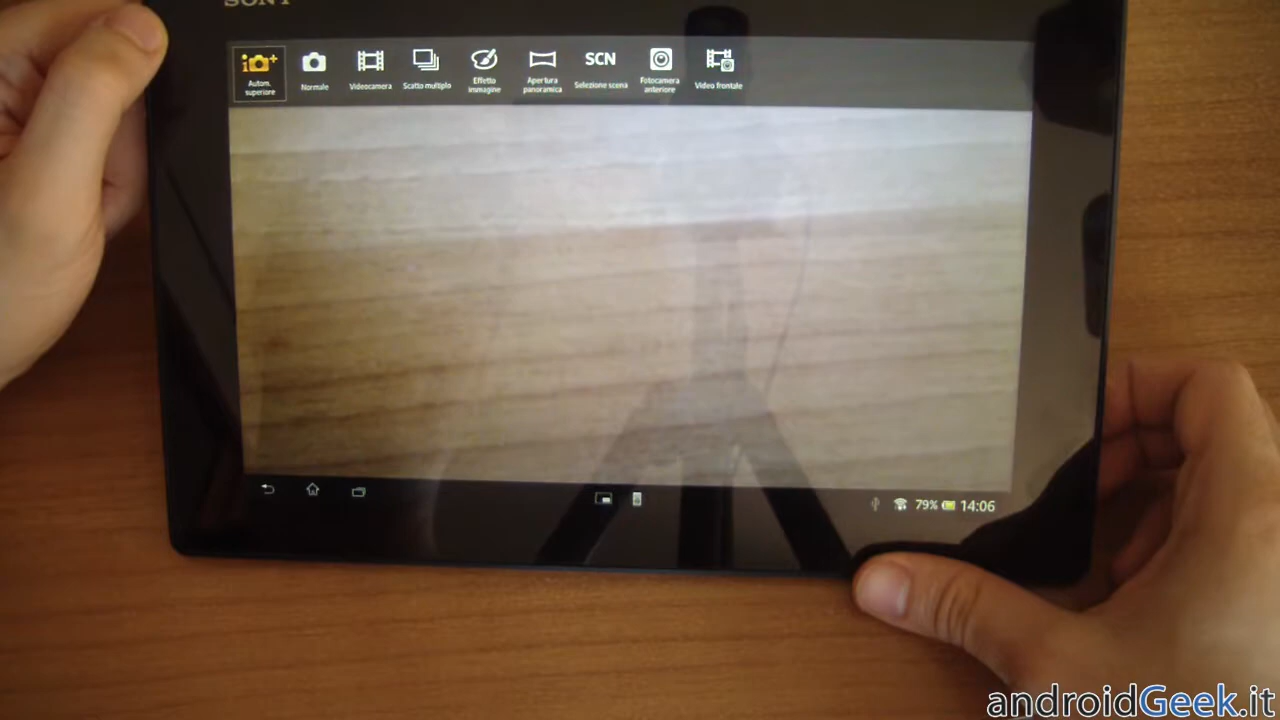 SONY
SCN
Autom. superiore
Normale
Videocamera
Scatto multiplo
Effetto immagine
Apertura panoramica
Selezione scena
Fotocamera anteriore
Video frontale
79% 14:06
androidGeek.it